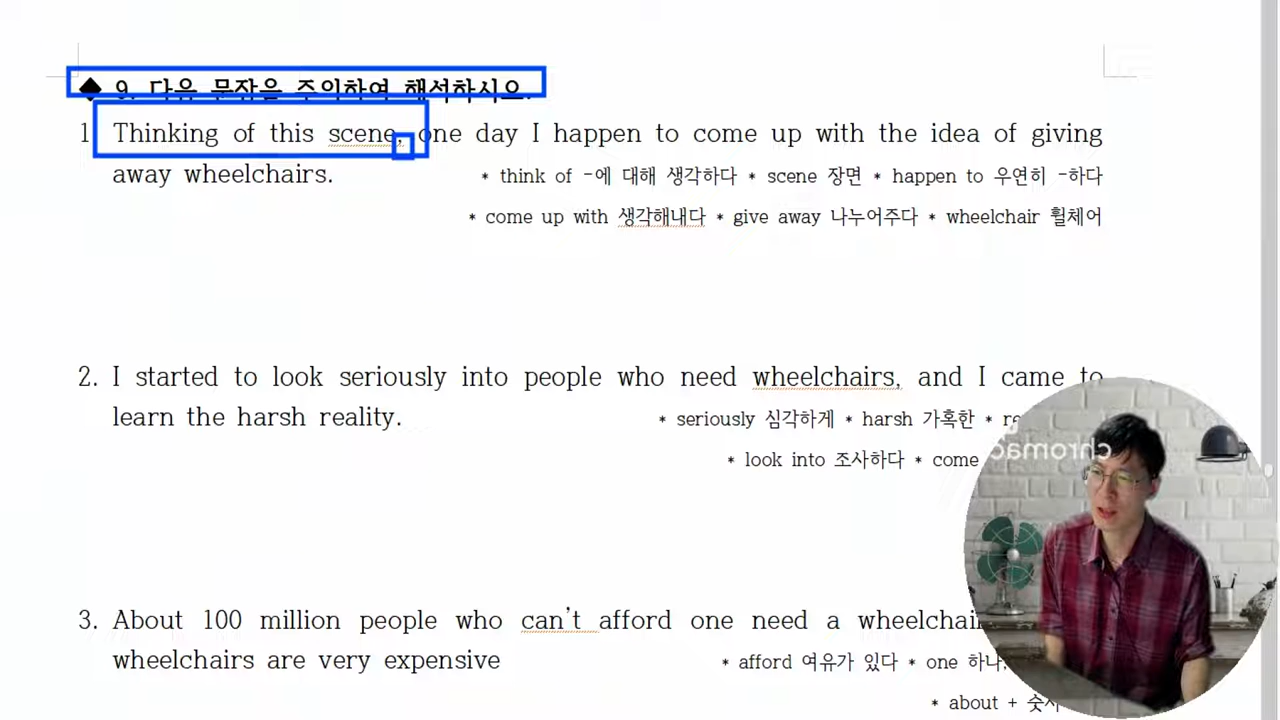 ◆ 9. 다음 문장을 주의하여 해석하시오.
1 Thinking of this scene, one day I happen to come up with the idea of giving
away wheelchairs. * think of -에 대해 생각하다 * scene 장면 * happen to 우연히 -하다
* come up with 생각해내다 * give away 나누어주다 * wheelchair 휠체어
2. I started to look seriously into people who need wheelchairs, and I came to
learn the harsh reality. * seriously 심각하게 * harsh 가혹한 *
* look into 조사하다 * come
chromac
3. About 100 million people who can't afford one need a
wheelchairs are very expensive * afford 여유가 있다 * one 하나
* about +